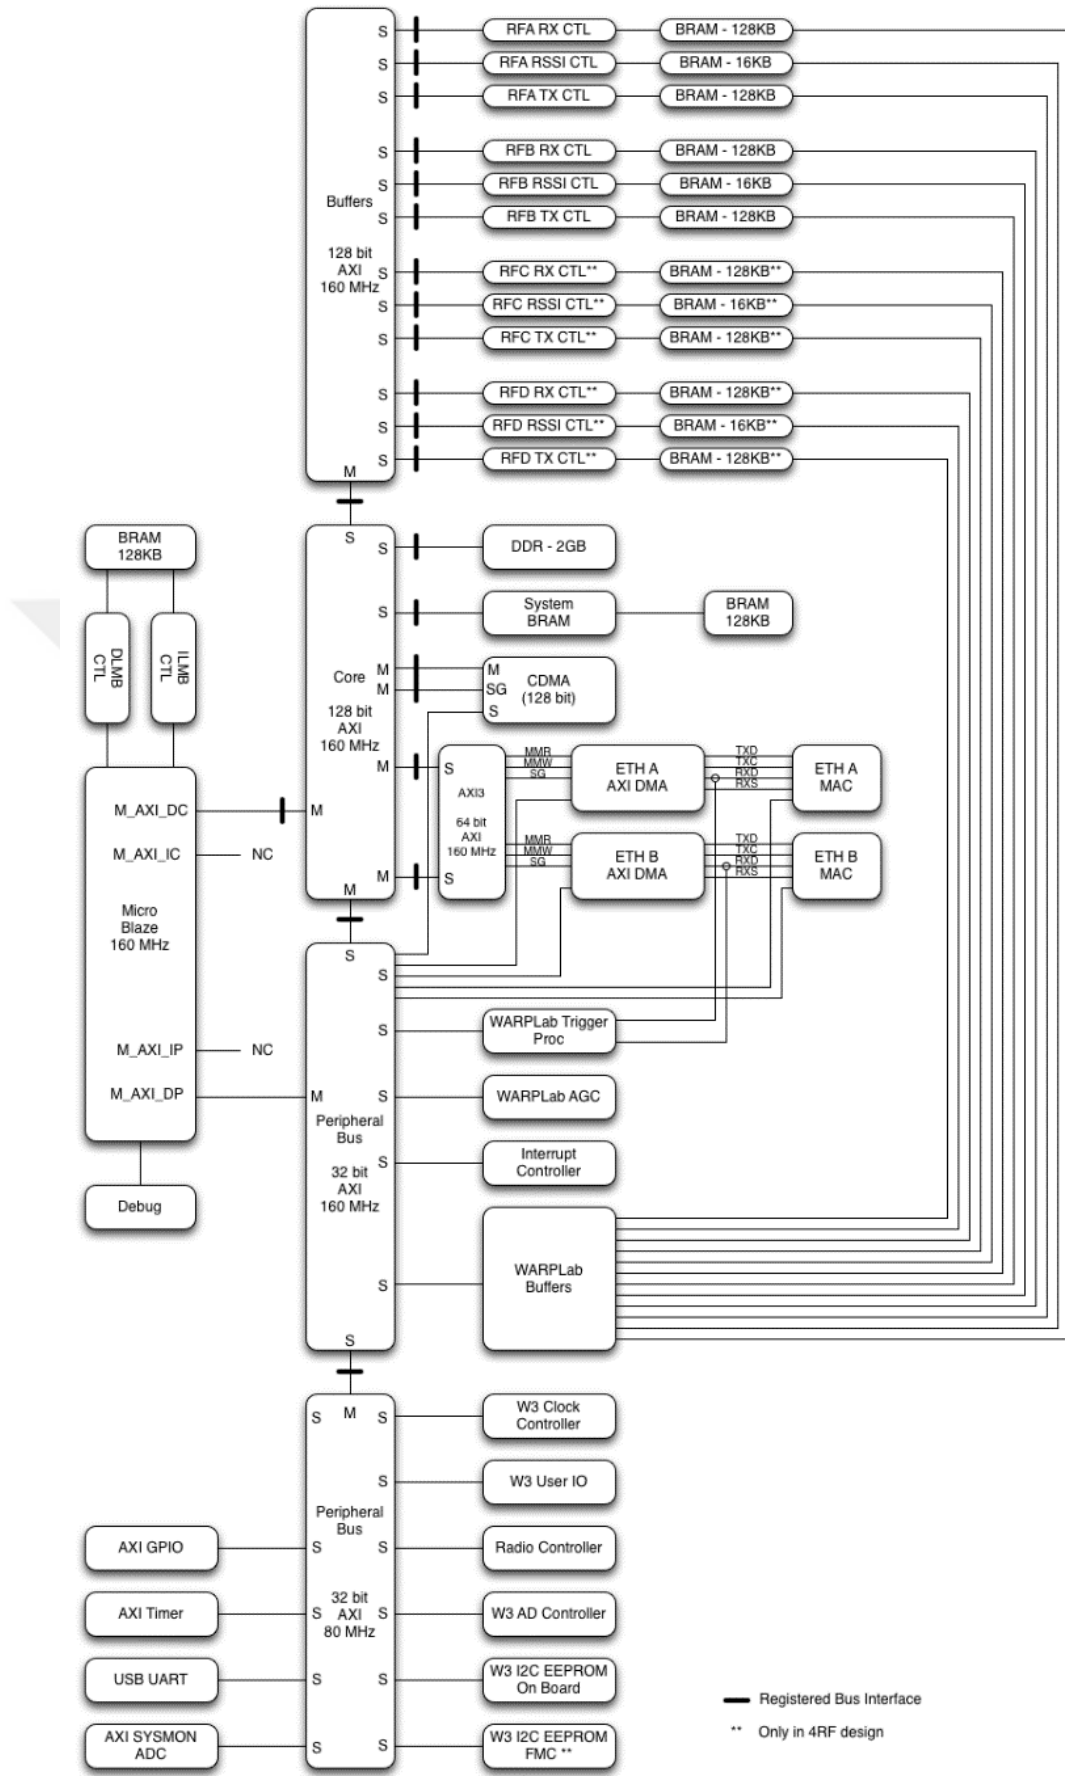 S RFA RX CTL BRAM - 128KB
S RFA RSSI CTL BRAM - 16KB
S RFA TX CTL BRAM - 128KB
S RFB RX CTL BRAM - 128KB
S RFB RSSI CTL BRAM - 16KB
Buffers
S RFB TX CTL BRAM - 128KB
128 bit
AXI
160 MHz
S RFC RX CTL** BRAM - 128KB**
S RFC RSSI CTL** BRAM - 16KB**
S RFC TX CTL** BRAM - 128KB**
S RFD RX CTL** BRAM - 128KB**
S RFD RSSI CTL** BRAM - 16KB**
S RFD TX CTL** BRAM - 128KB**
M
S
BRAM
128KB
S DDR - 2GB
S System
BRAM
BRAM
128KB
DLMB
CTL
ILMB
CTL
Core
128 bit
AXI
160 MHz
M M
M SG
S
CDMA
(128 bit)
M S
AXI3
64 bit
AXI
160 MHz
M S
MMR
MMW
SG
ETH A
AXI DMA
TXD
TXC
RXD
RXS
ETH A
MAC
MMR
MMW
SG
ETH B
AXI DMA
TXD
TXC
RXD
RXS
ETH B
MAC
M_AXI_DC M
M_AXI_IC NC
Micro
Blaze
160 MHz
M_AXI_IP NC
M_AXI_DP M
Debug
M
S
S
S WARPLab Trigger
Proc
S WARPLab AGC
Peripheral
Bus
32 bit
AXI
160 MHz
S Interrupt
Controller
S WARPLab
Buffers
S
S M S W3 Clock
Controller
S W3 User IO
Peripheral
Bus
32 bit
AXI
80 MHz
AXI GPIO S S Radio Controller
AXI Timer S S W3 AD Controller
USB UART S S W3 I2C EEPROM
On Board
AXI SYSMON
ADC
S S W3 I2C EEPROM
FMC **
Registered Bus Interface
** Only in 4RF design